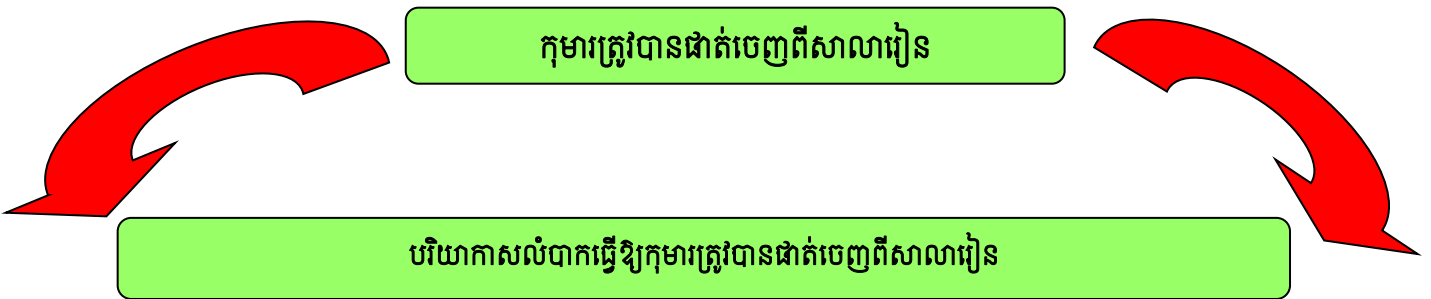 កុមារត្រូវបានផាត់ចេញពីសាលារៀន
បរិយាកាសលំបាកធ្វើឱ្យកុមារត្រូវបានផាត់ចេញពីសាលារៀន